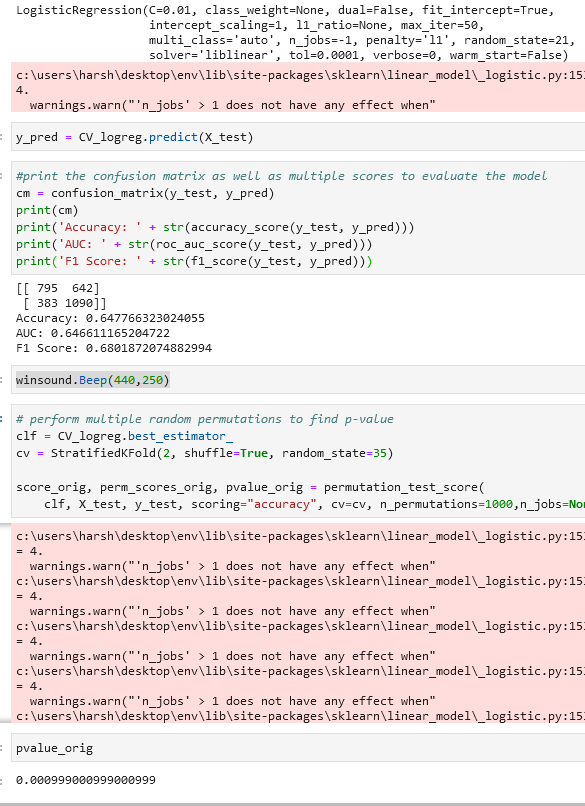 LogisticRegression(C=0.01, class_weight=None, dual=False, fit_intercept=True,
intercept_scaling=1, l1_ratio=None, max_iter=50,
multi_class='auto', n_jobs=-1, penalty='l1', random_state=21,
solver='liblinear', tol=0.0001, verbose=0, warm_start=False)
c:\users\harsh\desktop\env\lib\site-packages\sklearn\linear_model\_logistic.py:15
4.
warnings.warn("'n_jobs' > 1 does not have any effect when"
y_pred = CV_logreg.predict(X_test)
#print the confusion matrix as well as multiple scores to evaluate the model
cm = confusion_matrix(y_test, y_pred)
print(cm)
print('Accuracy: ' + str(accuracy_score(y_test, y_pred)))
print('AUC: ' + str(roc_auc_score(y_test, y_pred)))
print('F1 Score: ' + str(f1_score(y_test, y_pred)))
[[ 795  642]
[ 383 1090]]
Accuracy: 0.647766323024055
AUC: 0.646611165204722
F1 Score: 0.6801872074882994
winsound.Beep(440,250)
# perform multiple random permutations to find p-value
clf = CV_logreg.best_estimator_
cv = StratifiedKFold(2, shuffle=True, random_state=35)
score_orig, perm_scores_orig, pvalue_orig = permutation_test_score(
clf, X_test, y_test, scoring="accuracy", cv=cv, n_permutations=1000,n_jobs=No
c:\users\harsh\desktop\env\lib\site-packages\sklearn\linear_model\_logistic.py:15
= 4.
warnings.warn("'n_jobs' > 1 does not have any effect when"
c:\users\harsh\desktop\env\lib\site-packages\sklearn\linear_model\_logistic.py:15
= 4.
warnings.warn("'n_jobs' > 1 does not have any effect when"
c:\users\harsh\desktop\env\lib\site-packages\sklearn\linear_model\_logistic.py:15
= 4.
warnings.warn("'n_jobs' > 1 does not have any effect when"
c:\users\harsh\desktop\env\lib\site-packages\sklearn\linear_model\_logistic.py:15
= 4.
warnings.warn("'n_jobs' > 1 does not have any effect when"
c:\users\harsh\desktop\env\lib\site-packages\sklearn\linear_model\_logistic.py:15
pvalue_orig
0.000999000999000999